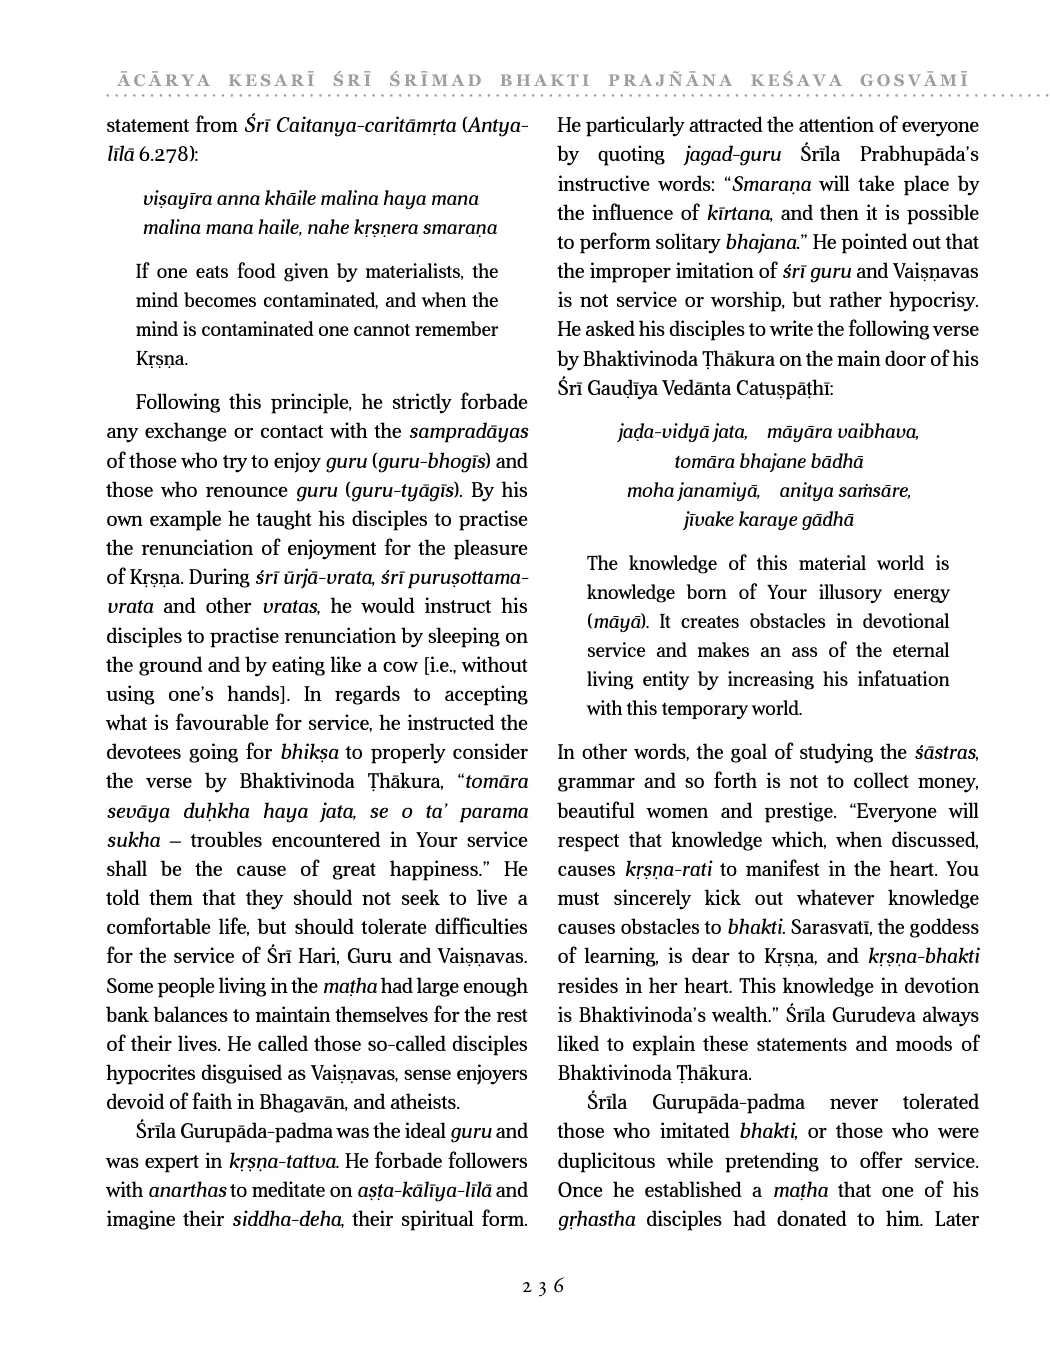 ĀCĀRYA KESARĪ ŚRĪ ŚRĪMAD BHAKTI PRAJÑĀNA KEŚAVA GOSVĀMĪ
statement from Śrī Caitanya-caritāmṛta (Antya-
līlā 6.278):
viṣayīra anna khāile malina haya mana
malina mana haile, nahe kṛṣṇera smaraṇa
If one eats food given by materialists, the
mind becomes contaminated, and when the
mind is contaminated one cannot remember
Kṛṣṇa.
Following this principle, he strictly forbade
any exchange or contact with the sampradāyas
of those who try to enjoy guru (guru-bhogīs) and
those who renounce guru (guru-tyāgīs). By his
own example he taught his disciples to practise
the renunciation of enjoyment for the pleasure
of Kṛṣṇa. During śrī ūrjā-vrata, śrī puruṣottama-
vrata and other vratas, he would instruct his
disciples to practise renunciation by sleeping on
the ground and by eating like a cow [i.e., without
using one’s hands]. In regards to accepting
what is favourable for service, he instructed the
devotees going for bhikṣa to properly consider
the verse by Bhaktivinoda Ṭhākura, “tomāra
sevāya duḥkha haya jata, se o ta’ parama
sukha – troubles encountered in Your service
shall be the cause of great happiness.” He
told them that they should not seek to live a
comfortable life, but should tolerate difficulties
for the service of Śrī Hari, Guru and Vaiṣṇavas.
Some people living in the maṭha had large enough
bank balances to maintain themselves for the rest
of their lives. He called those so-called disciples
hypocrites disguised as Vaiṣṇavas, sense enjoyers
devoid of faith in Bhagavān, and atheists.
Śrīla Gurupāda-padma was the ideal guru and
was expert in kṛṣṇa-tattva. He forbade followers
with anarthas to meditate on aṣṭa-kālīya-līlā and
imagine their siddha-deha, their spiritual form.
He particularly attracted the attention of everyone
by quoting jagad-guru Śrīla Prabhupāda’s
instructive words: “Smaraṇa will take place by
the influence of kīrtana, and then it is possible
to perform solitary bhajana.” He pointed out that
the improper imitation of śrī guru and Vaiṣṇavas
is not service or worship, but rather hypocrisy.
He asked his disciples to write the following verse
by Bhaktivinoda Ṭhākura on the main door of his
Śrī Gauḍīya Vedānta Catuṣpāṭhī:
jaḍa-vidyā jata, māyāra vaibhava,
tomāra bhajane bādhā
moha janamiyā, anitya saṁsāre,
jīvake karaye gādhā
The knowledge of this material world is
knowledge born of Your illusory energy
(māyā). It creates obstacles in devotional
service and makes an ass of the eternal
living entity by increasing his infatuation
with this temporary world.
In other words, the goal of studying the śāstras,
grammar and so forth is not to collect money,
beautiful women and prestige. “Everyone will
respect that knowledge which, when discussed,
causes kṛṣṇa-rati to manifest in the heart. You
must sincerely kick out whatever knowledge
causes obstacles to bhakti. Sarasvatī, the goddess
of learning, is dear to Kṛṣṇa, and kṛṣṇa-bhakti
resides in her heart. This knowledge in devotion
is Bhaktivinoda’s wealth.” Śrīla Gurudeva always
liked to explain these statements and moods of
Bhaktivinoda Ṭhākura.
Śrīla Gurupāda-padma never tolerated
those who imitated bhakti, or those who were
duplicitous while pretending to offer service.
Once he established a maṭha that one of his
gṛhastha disciples had donated to him. Later
236